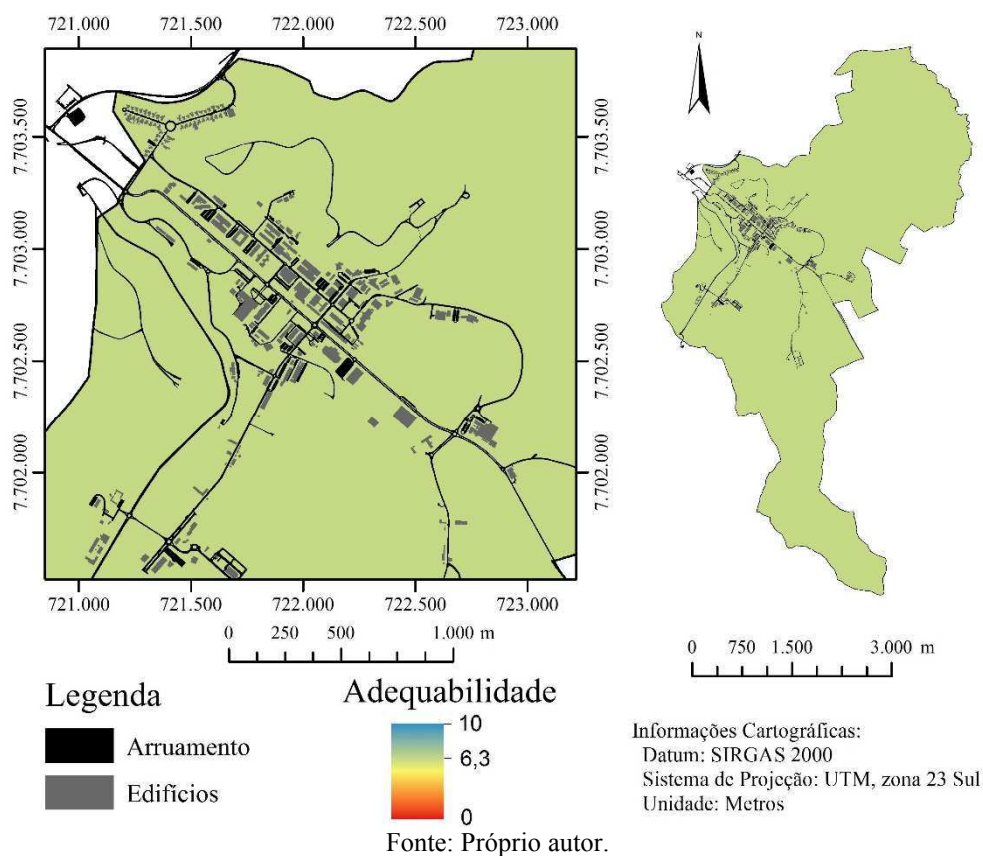 721.000 721.500 722.000 722.500 723.000
N
7.703.500 7.703.500
7.703.000 7.703.000
7.702.500 7.702.500
7.702.000 7.702.000
721.000 721.500 722.000 722.500 723.000
0 250 500 1.000 m
0 750 1.500 3.000 m
Legenda
Arruamento
Edifícios
Adequabilidade
10
6,3
0
Informações Cartográficas:
Datum: SIRGAS 2000
Sistema de Projeção: UTM, zona 23 Sul
Unidade: Metros
Fonte: Próprio autor.